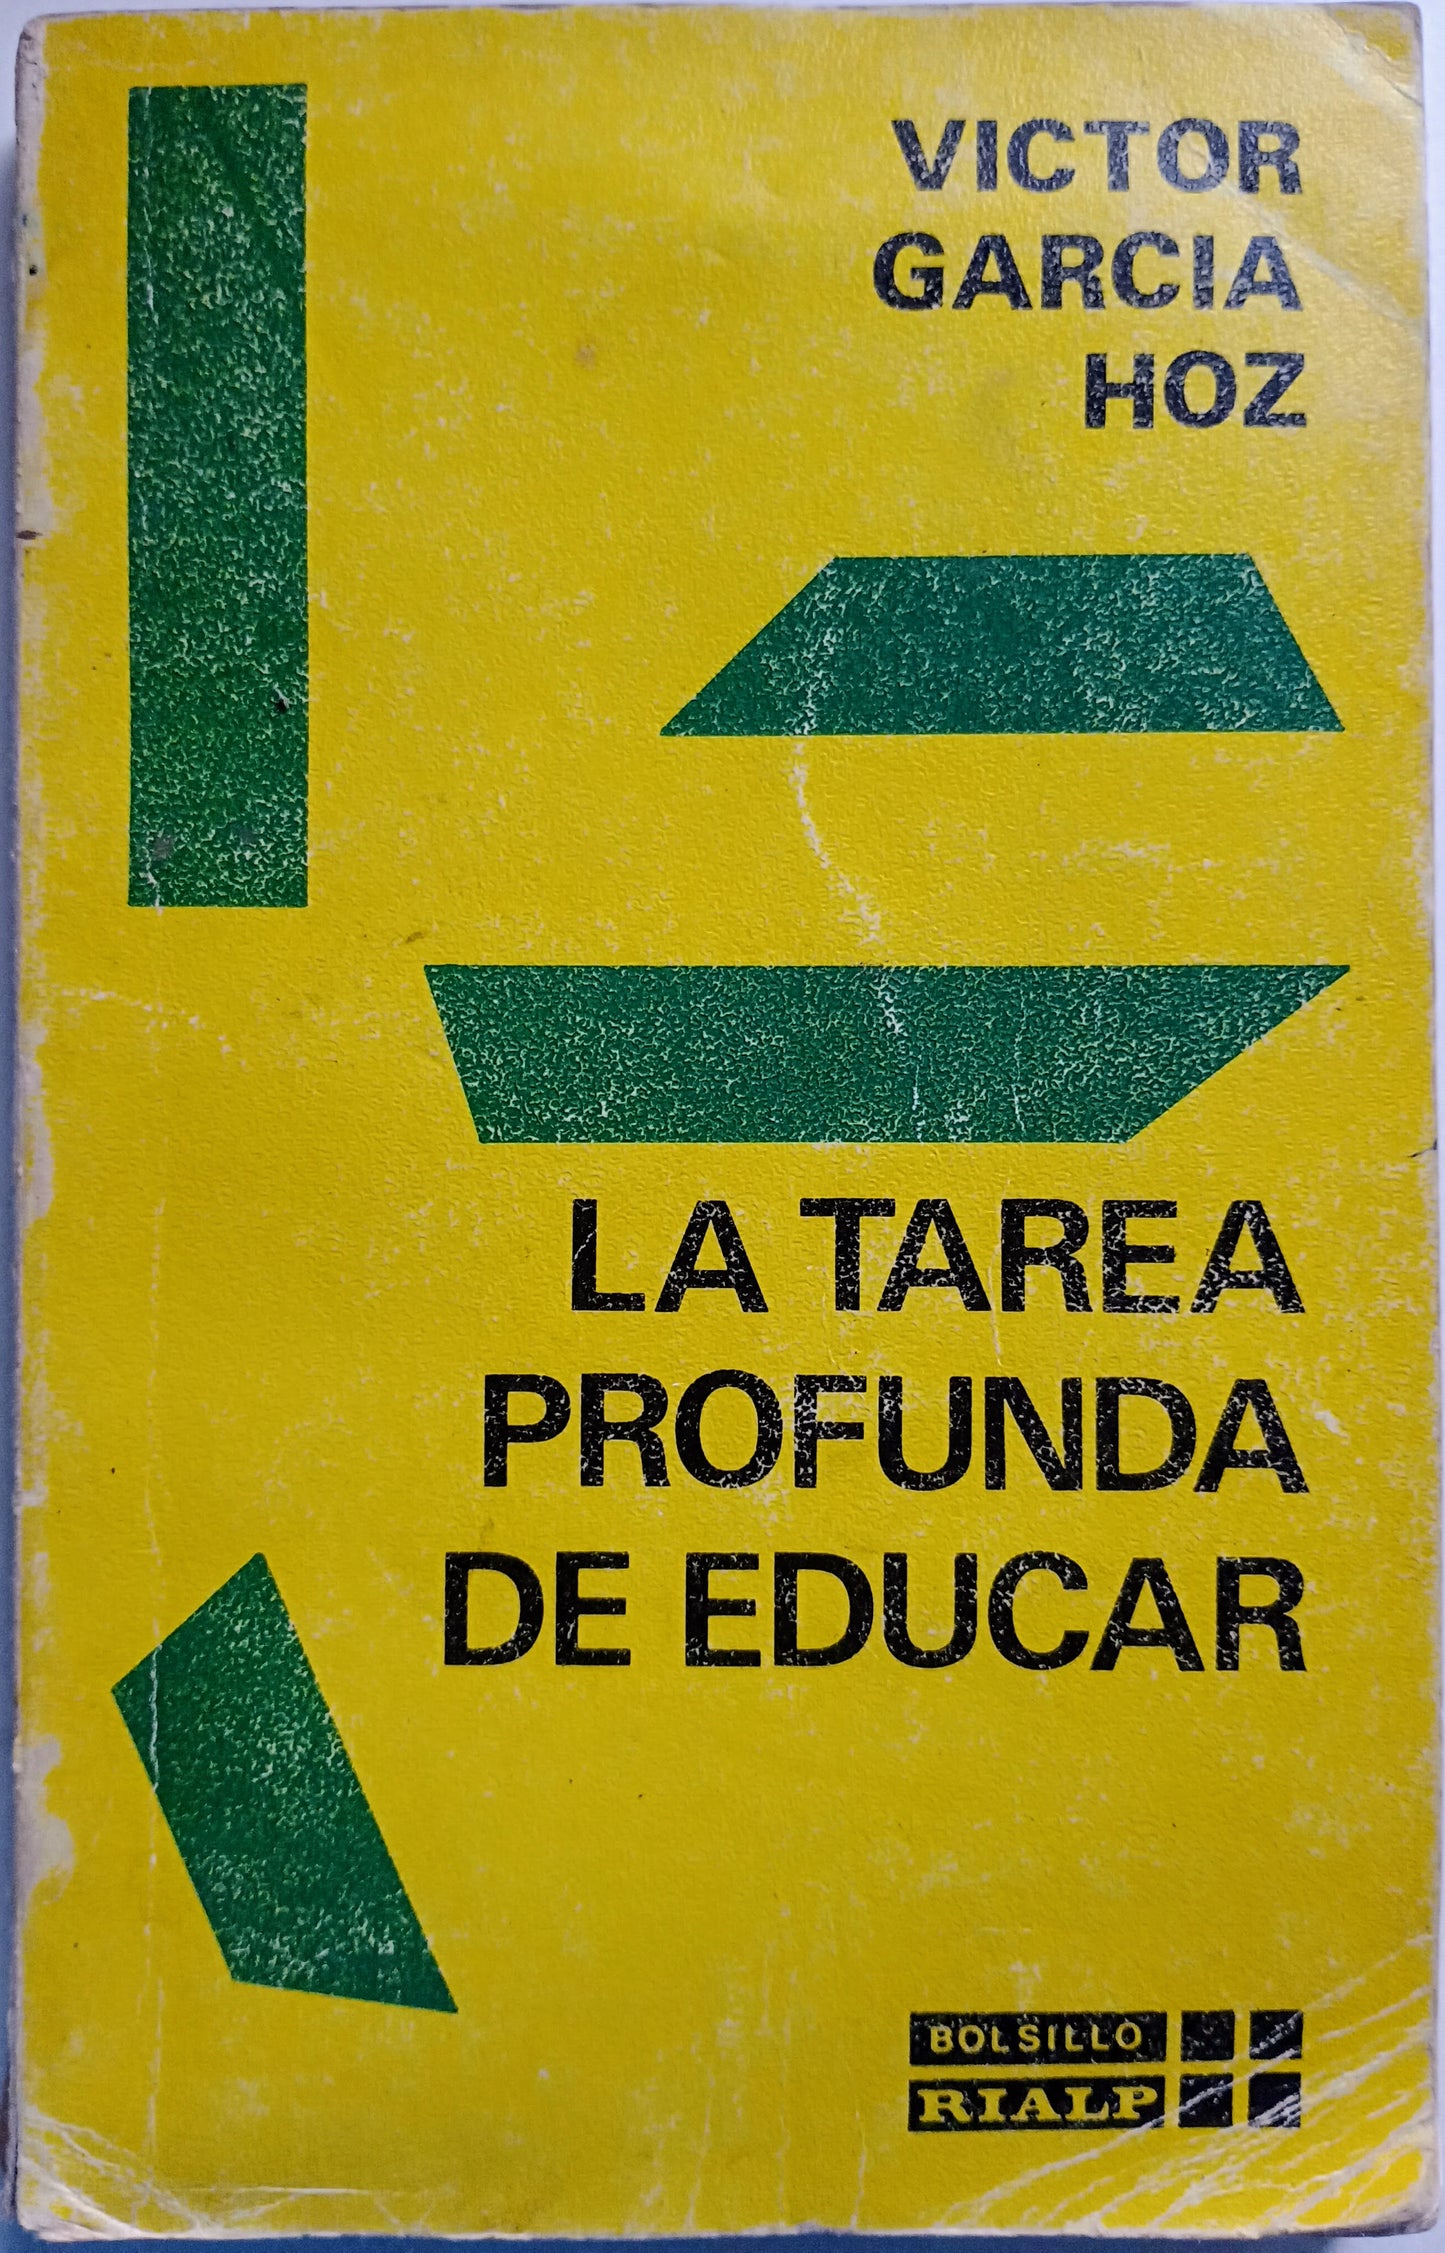 VICTOR
GARCIA
HOZ
LA TAREA
PROFUNDA
DE EDUCAR
BOLSILLO
RIALP